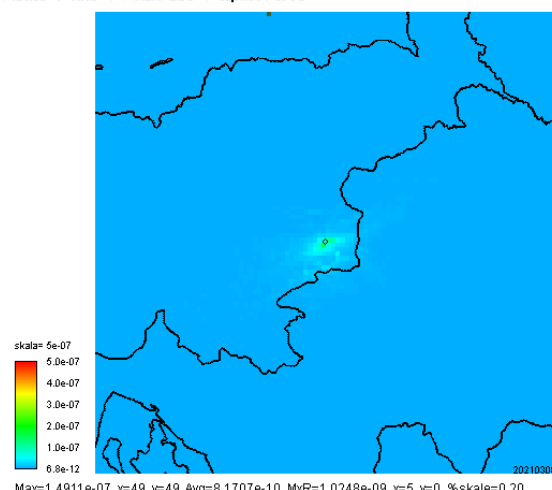 skala= 5e-07
5.0e-07
4.0e-07
3.0e-07
2.0e-07
1.0e-07
6.8e-12
2021030
Max=1.4911e-07, x=49, y=49 Avg=8.1707e-10, MxR=1.0248e-09, x=5, y=0, %skale=0.20